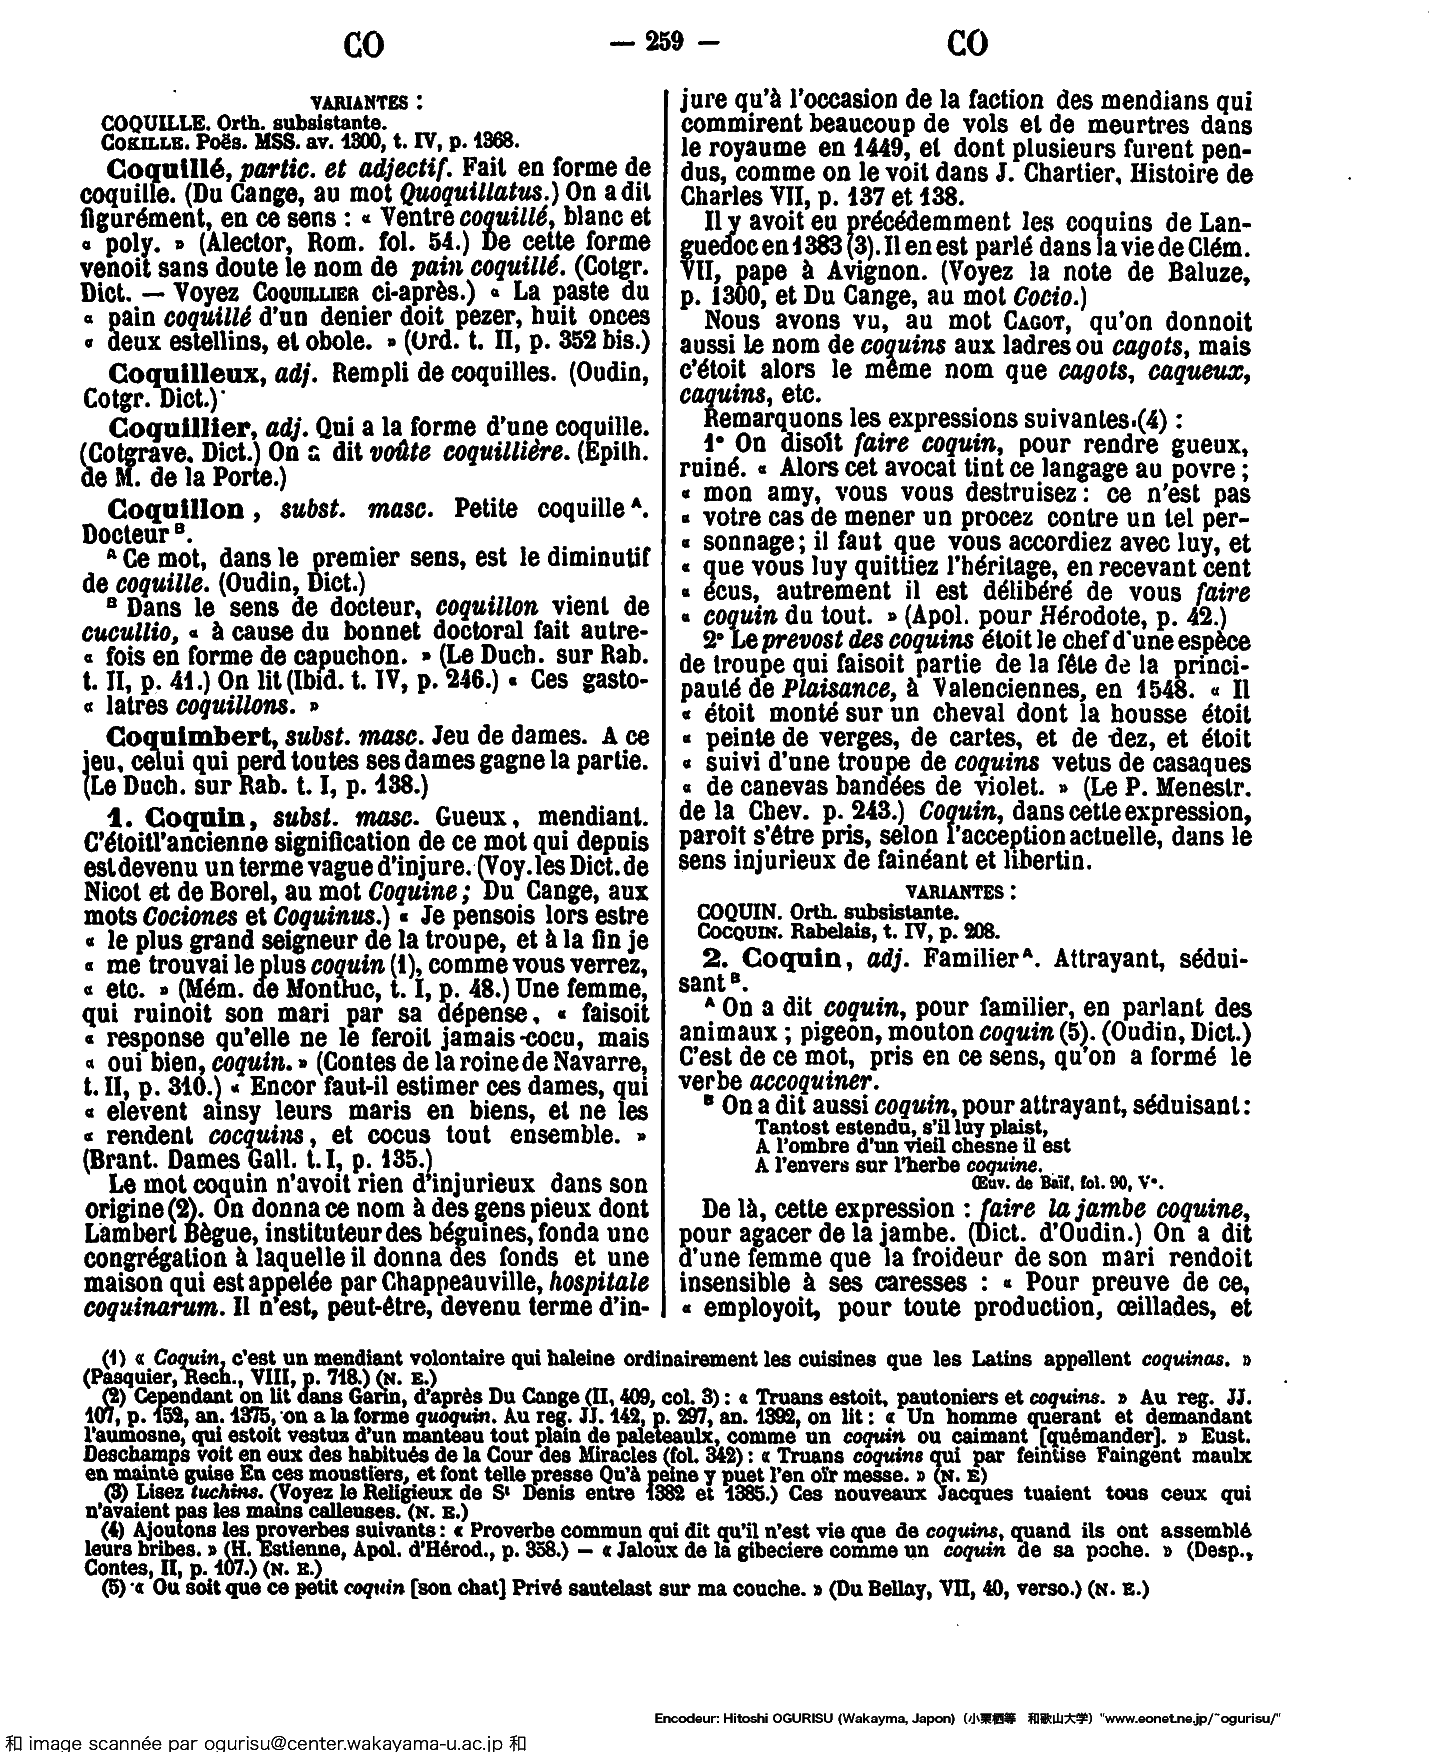 CO
— 259 —
CO
VARIANTES :
COQUILLE. Orth. subsistante.
COKILLE. Poës. MSS. av. 1300, t. IV, p. 1368.
Coquillé, partic. et adjectif. Fait en forme de
coquille. (Du Cange, au mot Quoquillatus.) On a dit
figurément, en ce sens : « Ventre coquillé, blanc et
« poly. » (Alector, Rom. fol. 54.) De cette forme
venoit sans doute le nom de pain coquillé. (Cotgr.
Dict. — Voyez COQUILLIER ci-après.) « La paste du
« pain coquillé d'un denier doit pezer, huit onces
« deux estellins, et obole. » (Ord. t. II, p. 352 bis.)
Coquilleux, adj. Rempli de coquilles. (Oudin,
Cotgr. Dict.)
Coquillier, adj. Qui a la forme d'une coquille.
(Cotgrave. Dict.) On a dit voûte coquillière. (Epith.
de M. de la Porte.)
Coquillon, subst. masc. Petite coquille A.
Docteur B.
A Ce mot, dans le premier sens, est le diminutif
de coquille. (Oudin, Dict.)
B Dans le sens de docteur, coquillon vient de
cucullio, « à cause du bonnet doctoral fait autre-
« fois en forme de capuchon. » (Le Duch. sur Rab.
t. II, p. 41.) On lit (Ibid. t. IV, p. 246.) « Ces gasto-
« latres coquillons. »
Coquimbert, subst. masc. Jeu de dames. A ce
jeu, celui qui perd toutes ses dames gagne la partie.
(Le Duch. sur Rab. t. I, p. 138.)
1. Coquin, subst. masc. Gueux, mendiant.
C'étoit l'ancienne signification de ce mot qui depuis
est devenu un terme vague d'injure. (Voy. les Dict. de
Nicot et de Borel, au mot Coquine ; Du Cange, aux
mots Cociones et Coquinus.) « Je pensois lors estre
« le plus grand seigneur de la troupe, et à la fin je
« me trouvai le plus coquin (1), comme vous verrez,
« etc. » (Mém. de Montluc, t. I, p. 48.) Une femme,
qui ruinoit son mari par sa dépense, « faisoit
« response qu'elle ne le feroit jamais cocu, mais
« oui bien, coquin. » (Contes de la roine de Navarre,
t. II, p. 310.) « Encor faut-il estimer ces dames, qui
« elevent ainsy leurs maris en biens, et ne les
« rendent cocquins, et cocus tout ensemble. »
(Brant. Dames Gall. t. I, p. 135.)
Le mot coquin n'avoit rien d'injurieux dans son
origine (2). On donna ce nom à des gens pieux dont
Lambert Bègue, instituteur des béguines, fonda une
congrégation à laquelle il donna des fonds et une
maison qui est appelée par Chappeauville, hospitale
coquinarum. Il n'est, peut-être, devenu terme d'in-
jure qu'à l'occasion de la faction des mendians qui
commirent beaucoup de vols et de meurtres dans
le royaume en 1449, et dont plusieurs furent pen-
dus, comme on le voit dans J. Chartier, Histoire de
Charles VII, p. 137 et 138.
Il y avoit eu précédemment les coquins de Lan-
guedoc en 1383 (3). Il en est parlé dans la vie de Clém.
VII, pape à Avignon. (Voyez la note de Baluze,
p. 1300, et Du Cange, au mot Cocio.)
Nous avons vu, au mot CAGOT, qu'on donnoit
aussi le nom de coquins aux ladres ou cagots, mais
c'étoit alors le même nom que cagots, caqueux,
caquins, etc.
Remarquons les expressions suivantes (4) :
1° On disoit faire coquin, pour rendre gueux,
ruiné. « Alors cet avocat tint ce langage au povre ;
« mon amy, vous vous destruisez : ce n'est pas
« votre cas de mener un procez contre un tel per-
« sonnage ; il faut que vous accordiez avec luy, et
« que vous luy quittiez l'héritage, en recevant cent
« écus, autrement il est délibéré de vous faire
« coquin du tout. » (Apol. pour Hérodote, p. 42.)
2° Le prevost des coquins étoit le chef d'une espèce
de troupe qui faisoit partie de la fête de la princi-
pauté de Plaisance, à Valenciennes, en 1548. « Il
« étoit monté sur un cheval dont la housse étoit
« peinte de verges, de cartes, et de dez, et étoit
« suivi d'une troupe de coquins vetus de casaques
« de canevas bandées de violet. » (Le P. Menestr.
de la Chev. p. 243.) Coquin, dans cette expression,
paroît s'être pris, selon l'acception actuelle, dans le
sens injurieux de fainéant et libertin.
VARIANTES :
COQUIN. Orth. subsistante.
COCQUIN. Rabelais, t. IV, p. 208.
2. Coquin, adj. Familier A. Attrayant, sédui-
sant B.
A On a dit coquin, pour familier, en parlant des
animaux ; pigeon, mouton coquin (5). (Oudin, Dict.)
C'est de ce mot, pris en ce sens, qu'on a formé le
verbe accoquiner.
B On a dit aussi coquin, pour attrayant, séduisant :
Tantost estendu, s'il luy plaist,
A l'ombre d'un vieil chesne il est
A l'envers sur l'herbe coquine.
Œuv. de Baïf, fol. 90, V°.
De là, cette expression : faire la jambe coquine,
pour agacer de la jambe. (Dict. d'Oudin.) On a dit
d'une femme que la froideur de son mari rendoit
insensible à ses caresses : « Pour preuve de ce,
« employoit, pour toute production, œillades, et
(1) « Coquin, c'est un mendiant volontaire qui haleine ordinairement les cuisines que les Latins appellent coquinas. »
(Pasquier, Rech., VIII, p. 718.) (N. E.)
(2) Cependant on lit dans Garin, d'après Du Cange (II, 409, col. 3) : « Truans estoit, pautoniers et coquins. » Au reg. JJ.
107, p. 152, an. 1375, on a la forme quoquin. Au reg. JJ. 142, p. 297, an. 1392, on lit : « Un homme querant et demandant
l'aumosne, qui estoit vestuz d'un manteau tout plain de paleteaulx, comme un coquin ou caimant [quémander]. » Eust.
Deschamps voit en eux des habitués de la Cour des Miracles (fol. 342) : « Truans coquins qui par feintise Faingent maulx
en mainte guise En ces moustiers, et font telle presse Qu'à peine y puet l'en oïr messe. » (N. E)
(3) Lisez tuchins. (Voyez le Religieux de St Denis entre 1382 et 1385.) Ces nouveaux Jacques tuaient tous ceux qui
n'avaient pas les mains calleuses. (N. E.)
(4) Ajoutons les proverbes suivants : « Proverbe commun qui dit qu'il n'est vie que de coquins, quand ils ont assemblé
leurs bribes. » (H. Estienne, Apol. d'Hérod., p. 358.) — « Jaloux de la gibeciere comme un coquin de sa poche. » (Desp.,
Contes, II, p. 107.) (N. E.)
(5) « Ou soit que ce petit coquin [son chat] Privé sautelast sur ma couche. » (Du Bellay, VII, 40, verso.) (N. E.)
Encodeur: Hitoshi OGURISU (Wakayma, Japon) (小栗栖等 和歌山大学) "www.eonet.ne.jp/~ogurisu/"
和 image scannée par ogurisu@center.wakayama-u.ac.jp 和